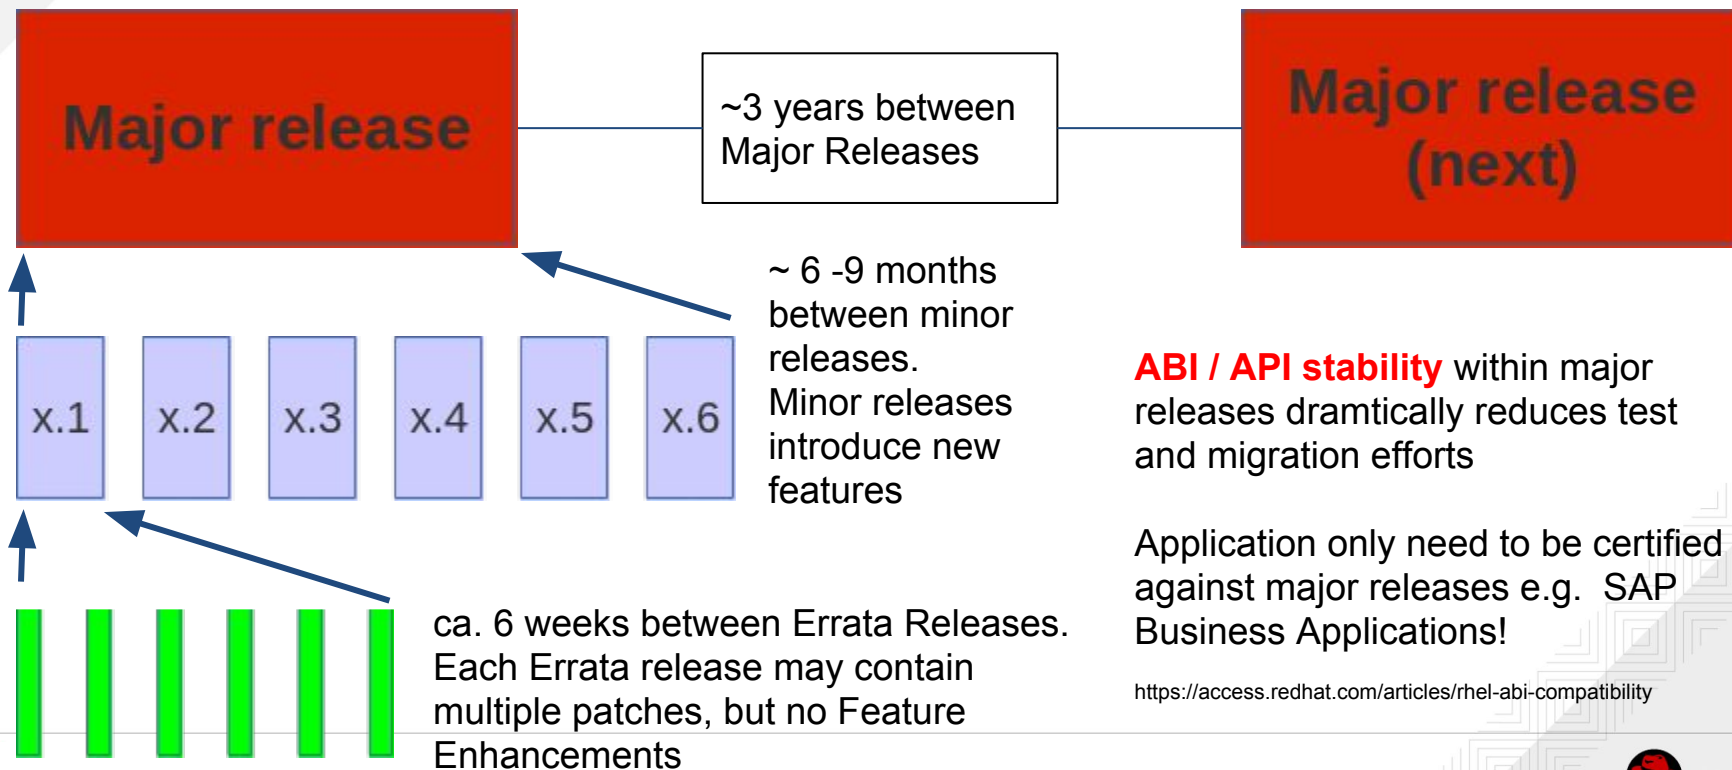 Major release
~3 years between
Major Releases
Major release
(next)
~ 6 -9 months
between minor
releases.
Minor releases
introduce new
features
x.1
x.2
x.3
x.4
x.5
x.6
ABI / API stability within major
releases dramtically reduces test
and migration efforts
Application only need to be certified
against major releases e.g. SAP
Business Applications!
https://access.redhat.com/articles/rhel-abi-compatibility
ca. 6 weeks between Errata Releases.
Each Errata release may contain
multiple patches, but no Feature
Enhancements